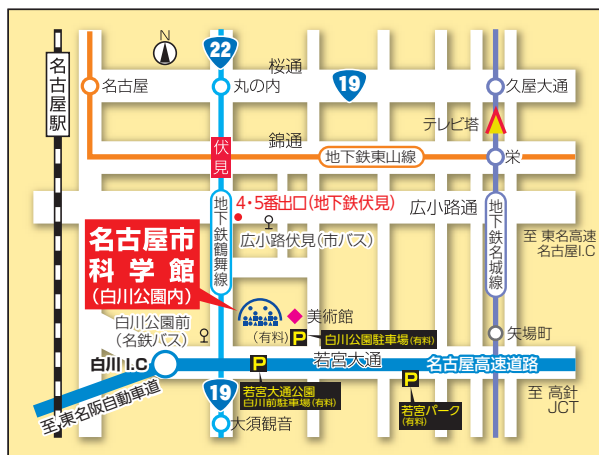 N
22
桜通
名古屋駅
名古屋
丸の内
19
久屋大通
テレビ塔
錦通
伏見
地下鉄東山線
栄
4・5番出口(地下鉄伏見)
広小路通
地下鉄鶴舞線
広小路伏見(市バス)
地下鉄名城線
至 東名高速
名古屋I.C
名古屋市
科学館
(白川公園内)
美術館
白川公園前
(名鉄バス)
(有料)
P
白川公園駐車場(有料)
矢場町
白川 I.C
若宮大通
名古屋高速道路
P
P
至 東名阪自動車道
19
若宮大通公園
白川前駐車場(有料)
若宮パーク
(有料)
至 高針
JCT
大須観音